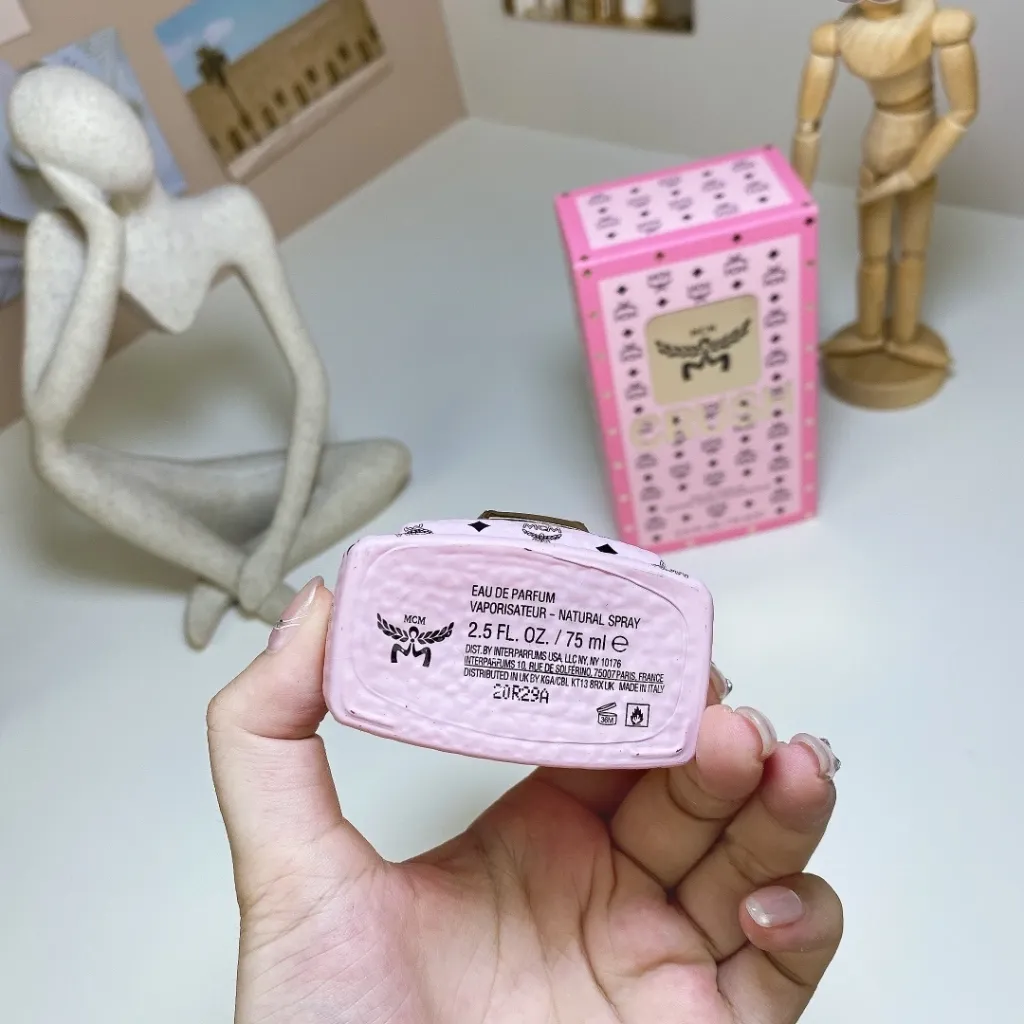 MCM
CRUSH
MCM
EAU DE PARFUM
VAPORISATEUR - NATURAL SPRAY
MCM
2.5 FL. OZ. / 75 ml ℮
DIST. BY INTERPARFUMS USA, LLC NY, NY 10176
INTERPARFUMS 10, RUE DE SOLFÉRINO, 75007 PARIS, FRANCE
DISTRIBUTED IN UK BY KGA/CBL KT13 8RX UK MADE IN ITALY
20R29A
36M